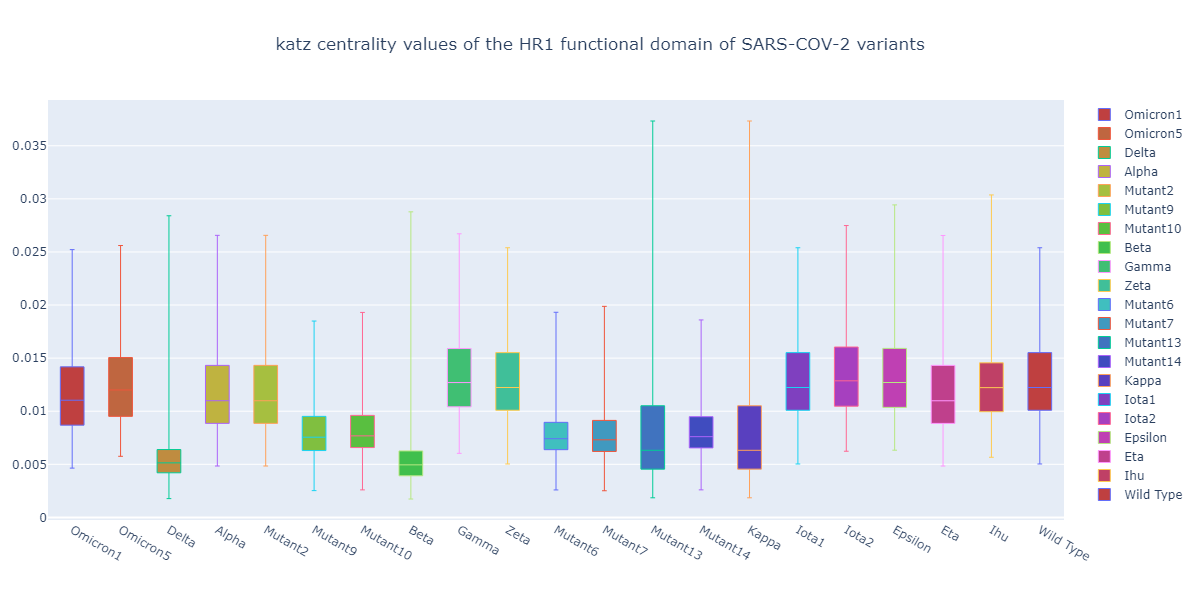 katz centrality values of the HR1 functional domain of SARS-COV-2 variants
0.035
0.03
0.025
0.02
0.015
0.01
0.005
0
Omicron1
Omicron5
Delta
Alpha
Mutant2
Mutant9
Mutant10
Beta
Gamma
Zeta
Mutant6
Mutant7
Mutant13
Mutant14
Kappa
Iota1
Iota2
Epsilon
Eta
Ihu
Wild Type
Omicron1
Omicron5
Delta
Alpha
Mutant2
Mutant9
Mutant10
Beta
Gamma
Zeta
Mutant6
Mutant7
Mutant13
Mutant14
Kappa
Iota1
Iota2
Epsilon
Eta
Ihu
Wild Type